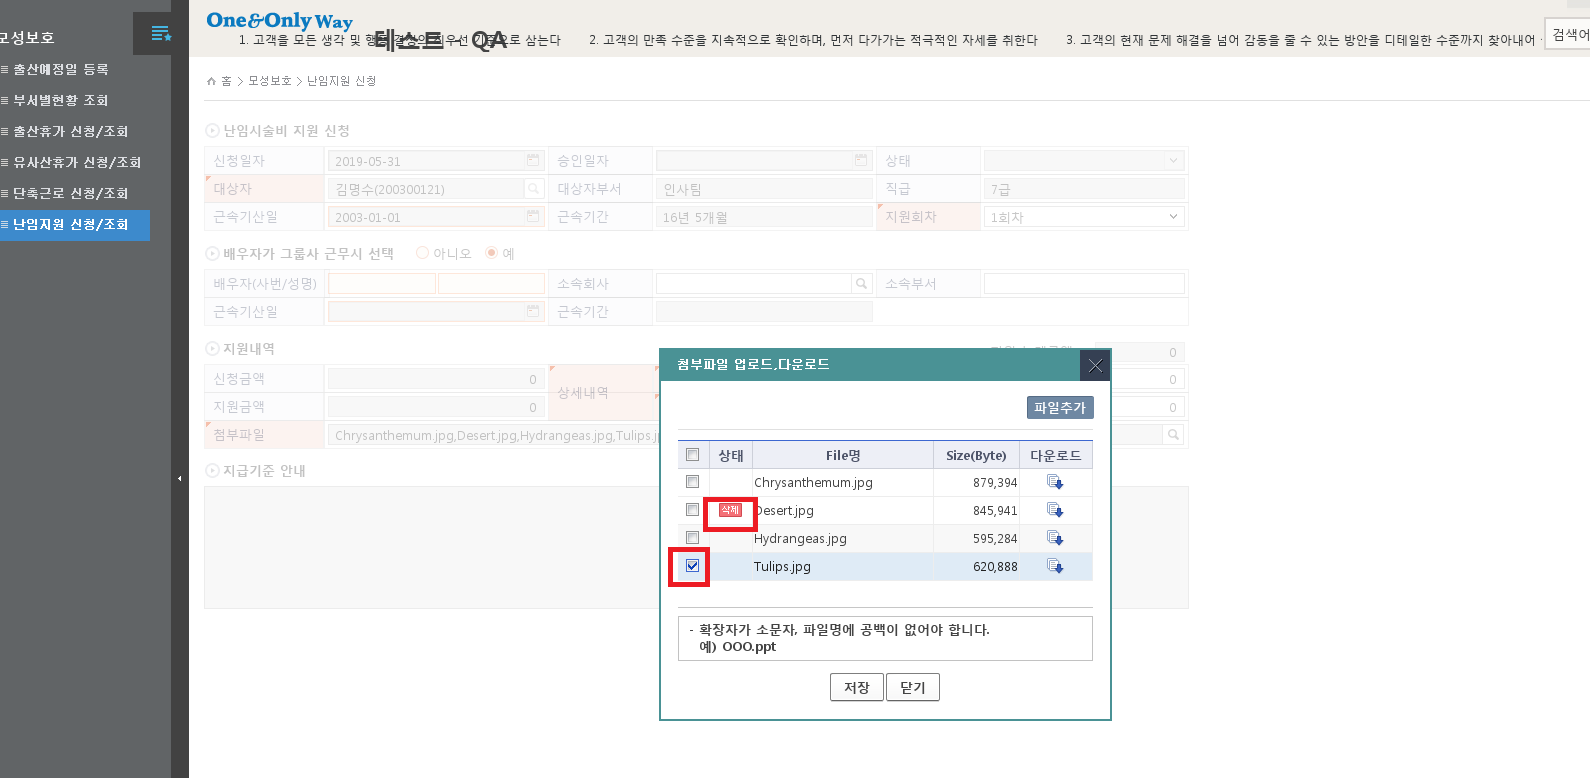 One&Only Way
테스트 - QA
1. 고객을 모든 생각 및 행동 결정의 최우선 기준으로 삼는다
2. 고객의 만족 수준을 지속적으로 확인하며, 먼저 다가가는 적극적인 자세를 취한다
3. 고객의 현재 문제 해결을 넘어 감동을 줄 수 있는 방안을 디테일한 수준까지 찾아내어
검색어
모성보호
출산예정일 등록
부서별현황 조회
출산휴가 신청/조회
유사산휴가 신청/조회
단축근로 신청/조회
난임지원 신청/조회
홈 > 모성보호 > 난임지원 신청
난임시술비 지원 신청
신청일자 2019-05-31 승인일자 상태
대상자 김명수(200300121) 대상자부서 인사팀 직급 7급
근속기산일 2003-01-01 근속기간 16년 5개월 지원회차 1회차
배우자가 그룹사 근무시 선택 아니오 예
배우자(사번/성명) 소속회사 소속부서
근속기산일 근속기간
지원내역
0
신청금액 0 상세내역 0
지원금액 0 0
첨부파일 Chrysanthemum.jpg,Desert.jpg,Hydrangeas.jpg,Tulips.jp
지급기준 안내
첨부파일 업로드,다운로드
파일추가
상태 File명 Size(Byte) 다운로드
Chrysanthemum.jpg 879,394
삭제 Desert.jpg 845,941
Hydrangeas.jpg 595,284
Tulips.jpg 620,888
- 확장자가 소문자, 파일명에 공백이 없어야 합니다.
예) OOO.ppt
저장 닫기